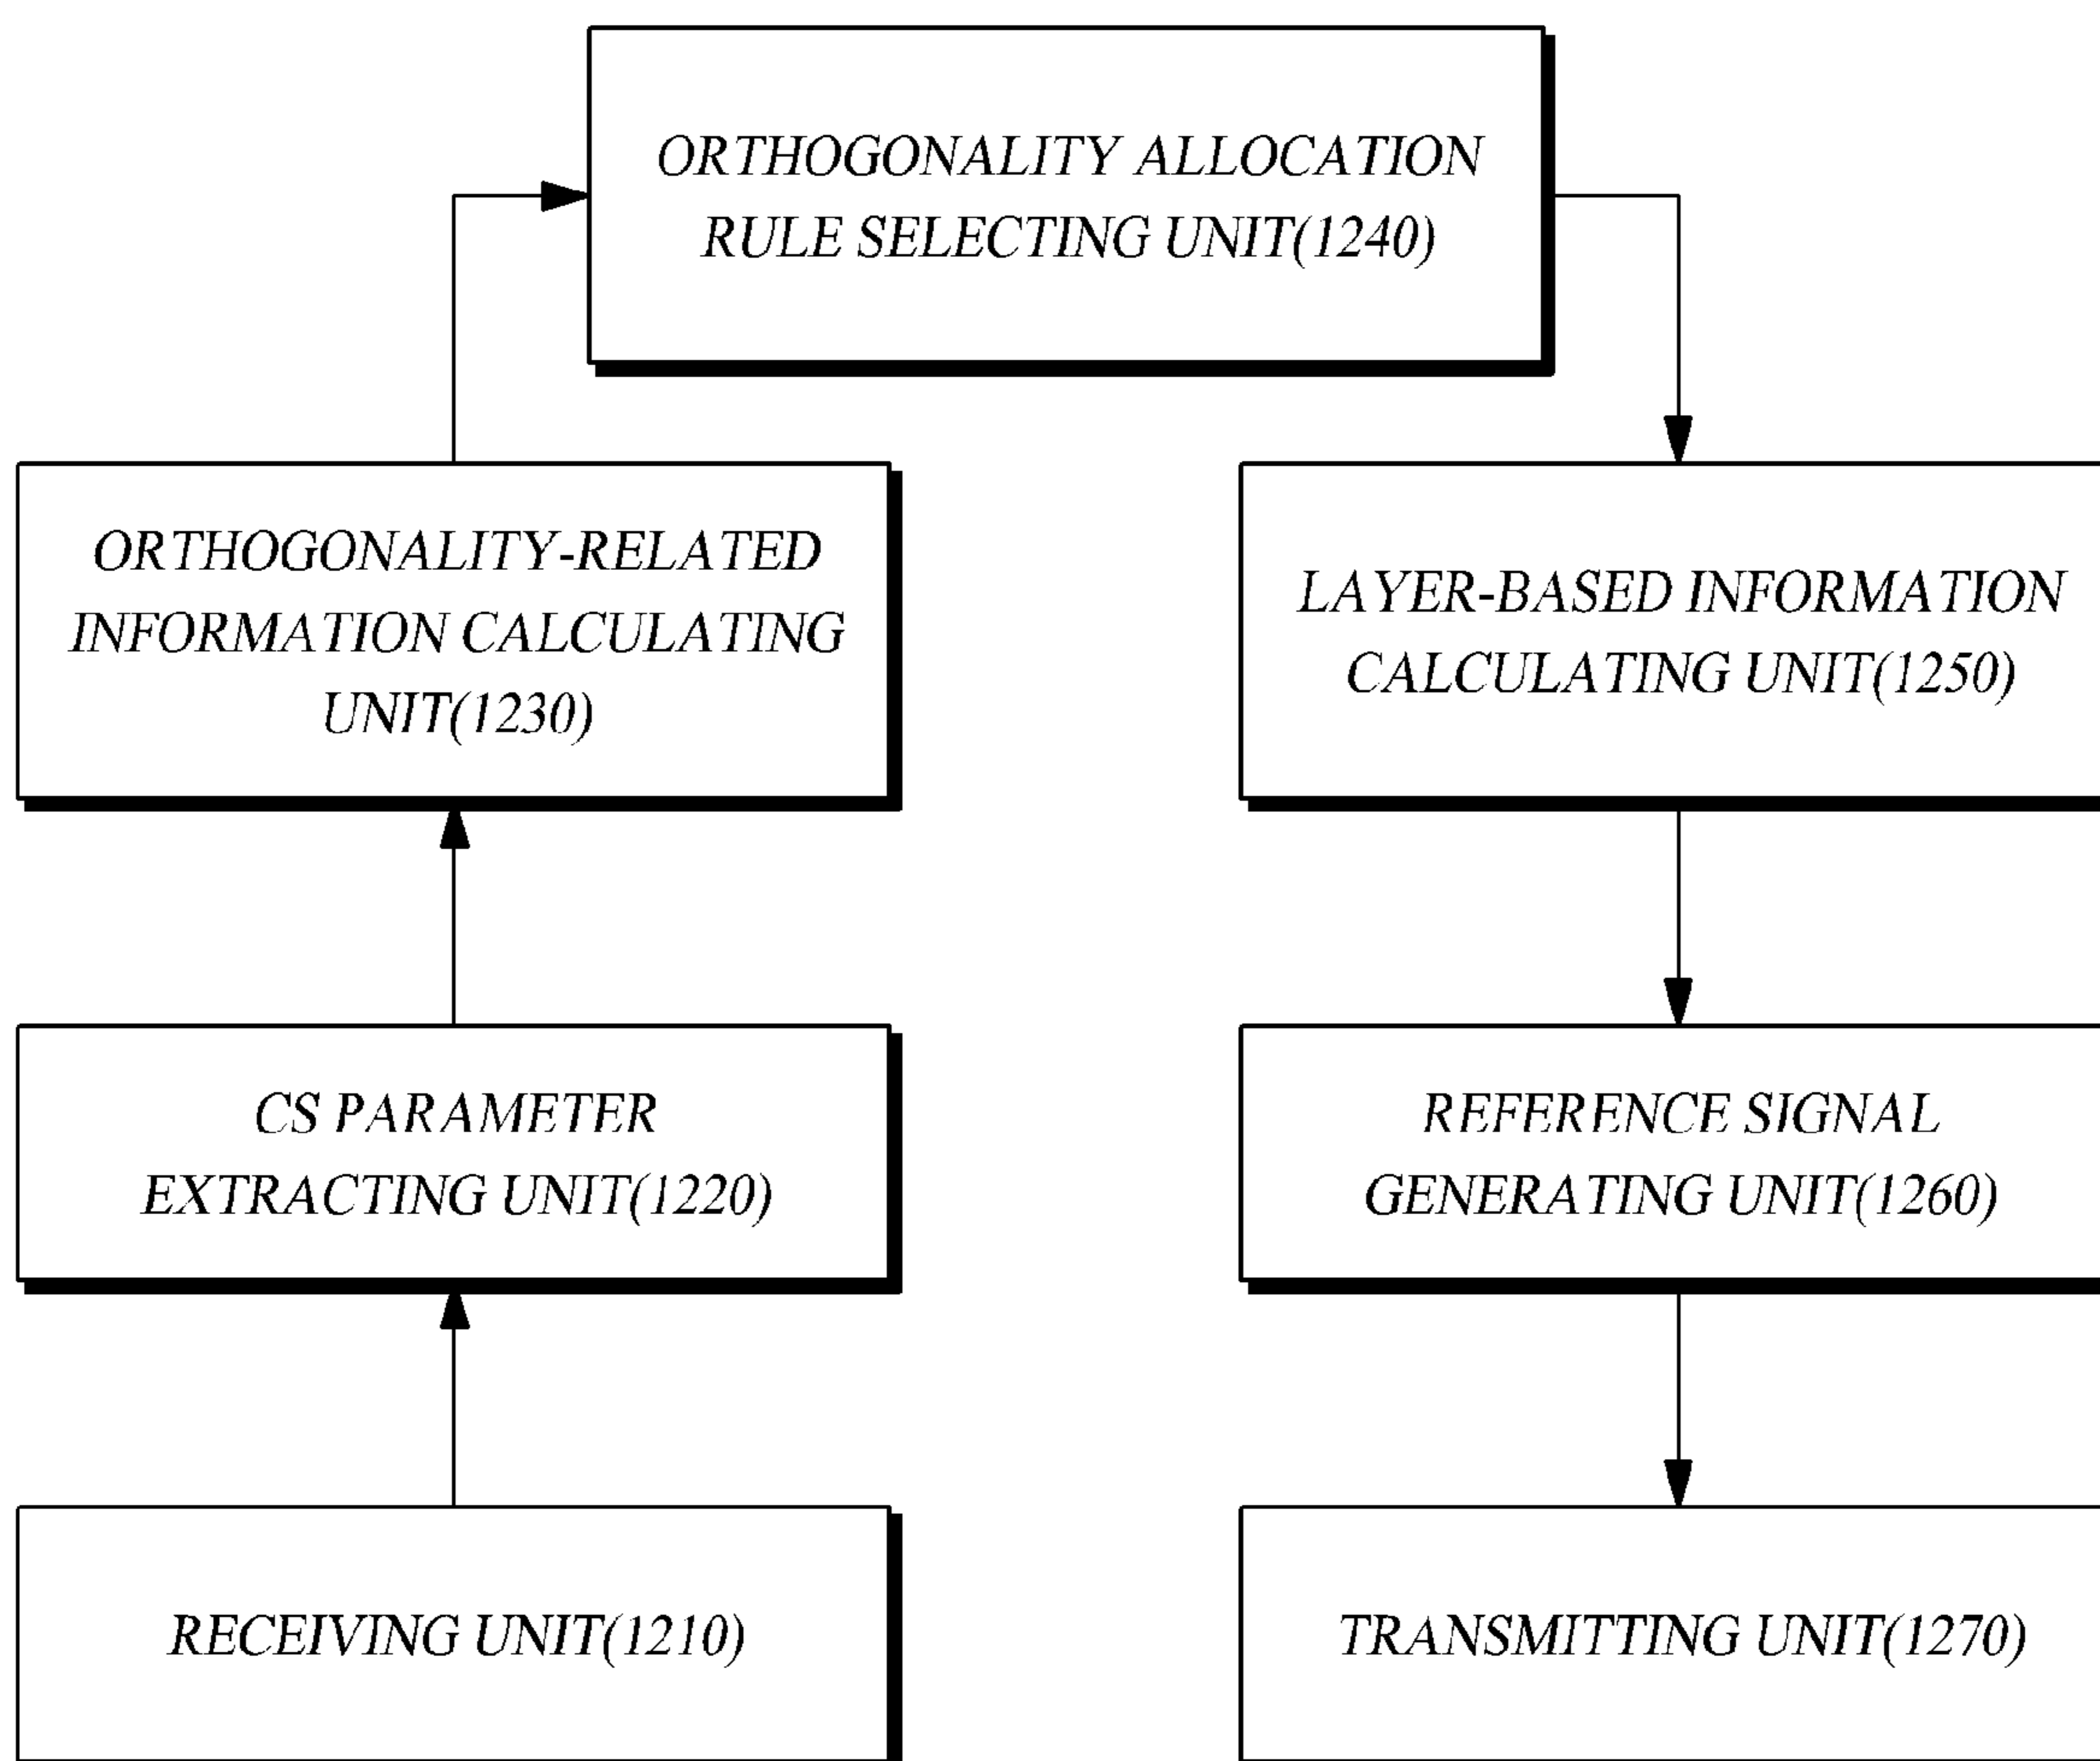 ORTHOGONALITY ALLOCATION
RULE SELECTING UNIT(1240)
ORTHOGONALITY-RELATED
INFORMATION CALCULATING
UNIT(1230)
LAYER-BASED INFORMATION
CALCULATING UNIT(1250)
CS PARAMETER
EXTRACTING UNIT(1220)
REFERENCE SIGNAL
GENERATING UNIT(1260)
RECEIVING UNIT(1210)
TRANSMITTING UNIT(1270)